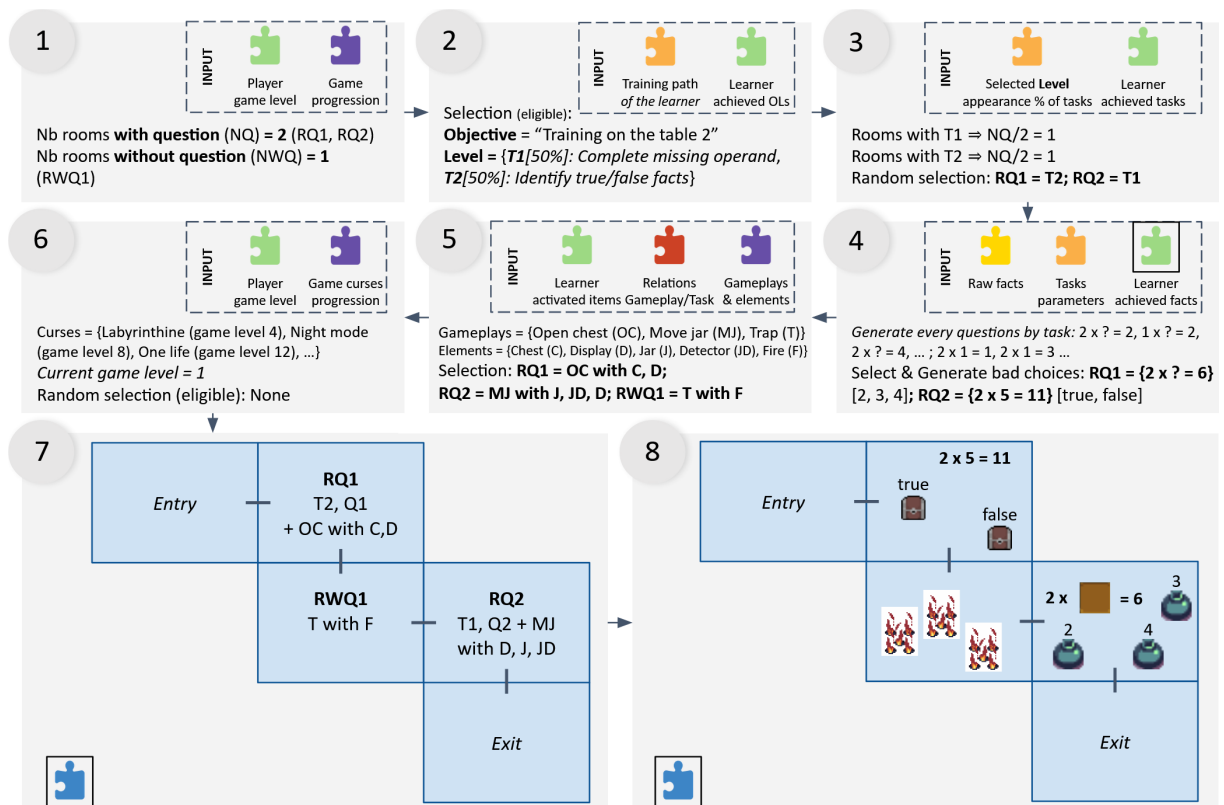 1
INPUT
Player
game level
Game
progression
Nb rooms with question (NQ) = 2 (RQ1, RQ2)
Nb rooms without question (NWQ) = 1
(RWQ1)
2
INPUT
Training path
of the learner
Learner
achieved OLs
Selection (eligible):
Objective = “Training on the table 2”
Level = {T1[50%]: Complete missing operand,
T2[50%]: Identify true/false facts}
3
INPUT
Selected Level
appearance % of tasks
Learner
achieved tasks
Rooms with T1 ⇒ NQ/2 = 1
Rooms with T2 ⇒ NQ/2 = 1
Random selection: RQ1 = T2; RQ2 = T1
6
INPUT
Player
game level
Game curses
progression
Curses = {Labyrinthine (game level 4), Night mode
(game level 8), One life (game level 12), ...}
Current game level = 1
Random selection (eligible): None
5
INPUT
Learner
activated items
Relations
Gameplay/Task
Gameplays
& elements
Gameplays = {Open chest (OC), Move jar (MJ), Trap (T)}
Elements = {Chest (C), Display (D), Jar (J), Detector (JD), Fire (F)}
Selection: RQ1 = OC with C, D;
RQ2 = MJ with J, JD, D; RWQ1 = T with F
4
INPUT
Raw facts
Tasks
parameters
Learner
achieved facts
Generate every questions by task: 2 x ? = 2, 1 x ? = 2,
2 x ? = 4, ... ; 2 x 1 = 1, 2 x 1 = 3 ...
Select & Generate bad choices: RQ1 = {2 x ? = 6}
[2, 3, 4]; RQ2 = {2 x 5 = 11} [true, false]
7
Entry
RQ1
T2, Q1
+ OC with C,D
RWQ1
T with F
RQ2
T1, Q2 + MJ
with D, J, JD
Exit
8
Entry
2 x 5 = 11
true
false
2 x
= 6
3
2
4
Exit